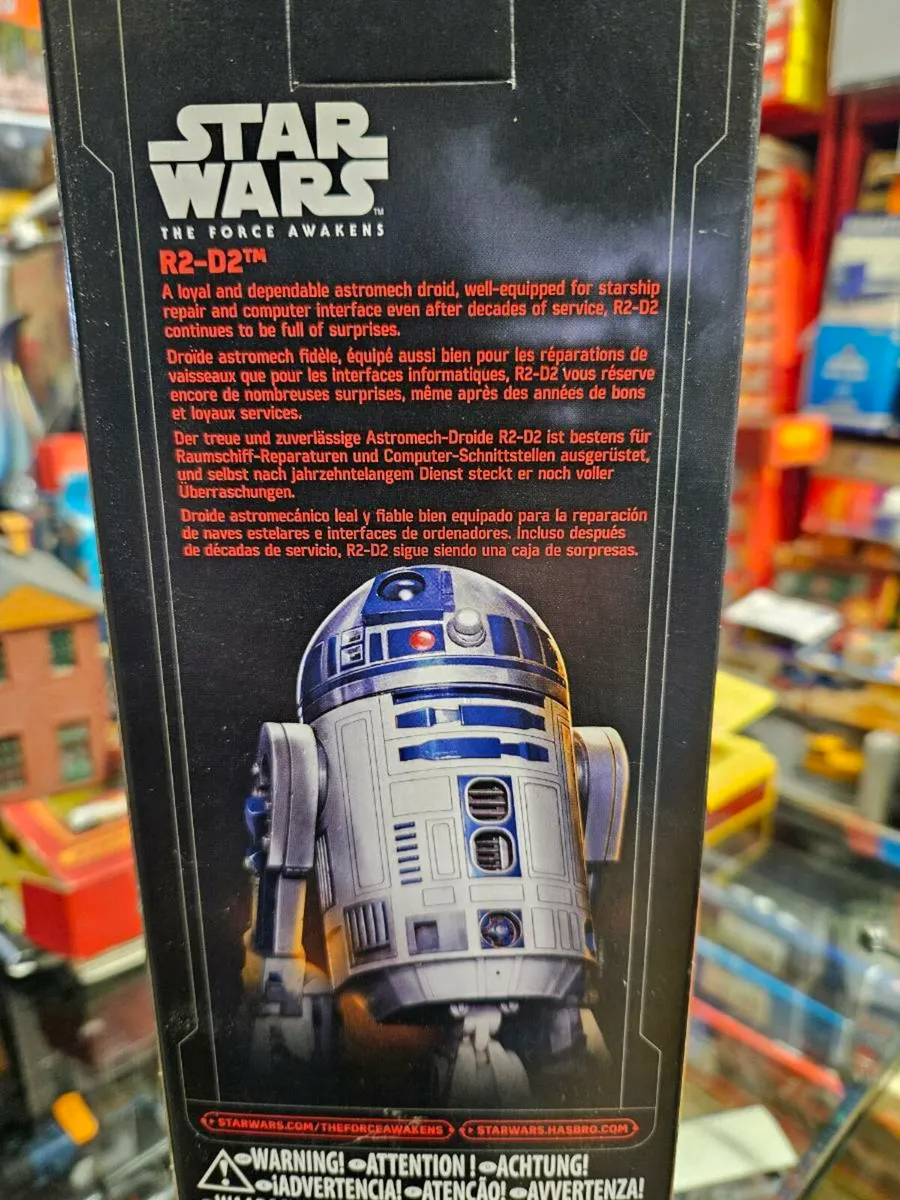 STAR
WARS™
THE FORCE AWAKENS
R2-D2™
A loyal and dependable astromech droid, well-equipped for starship
repair and computer interface even after decades of service, R2-D2
continues to be full of surprises.
Droïde astromech fidèle, équipé aussi bien pour les réparations de
vaisseaux que pour les interfaces informatiques, R2-D2 vous réserve
encore de nombreuses surprises, même après des années de bons
et loyaux services.
Der treue und zuverlässige Astromech-Droide R2-D2 ist bestens für
Raumschiff-Reparaturen und Computer-Schnittstellen ausgerüstet,
und selbst nach jahrzehntelangem Dienst steckt er noch voller
Überraschungen.
Droide astromecánico leal y fiable bien equipado para la reparación
de naves estelares e interfaces de ordenadores. Incluso después
de décadas de servicio, R2-D2 sigue siendo una caja de sorpresas.
STARWARS.COM/THEFORCEAWAKENS STARWARS.HASBRO.COM
WARNING! ATTENTION ! ACHTUNG!
¡ADVERTENCIA! ATENÇÃO! AVVERTENZA!